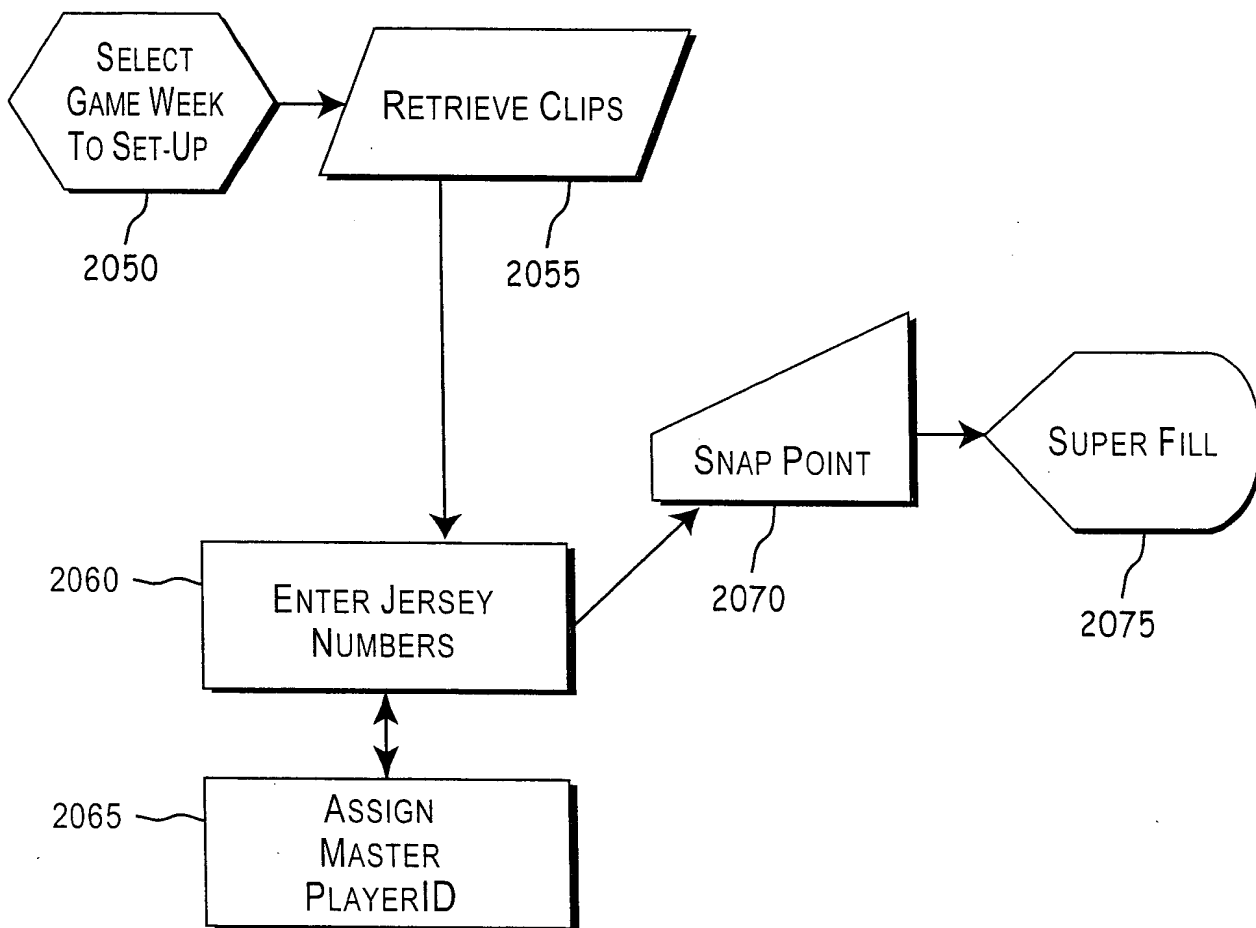 SELECT
GAME WEEK
TO SET-UP
2050
RETRIEVE CLIPS
2055
2060
ENTER JERSEY
NUMBERS
2065
ASSIGN
MASTER
PLAYERID
SNAP POINT
2070
SUPER FILL
2075